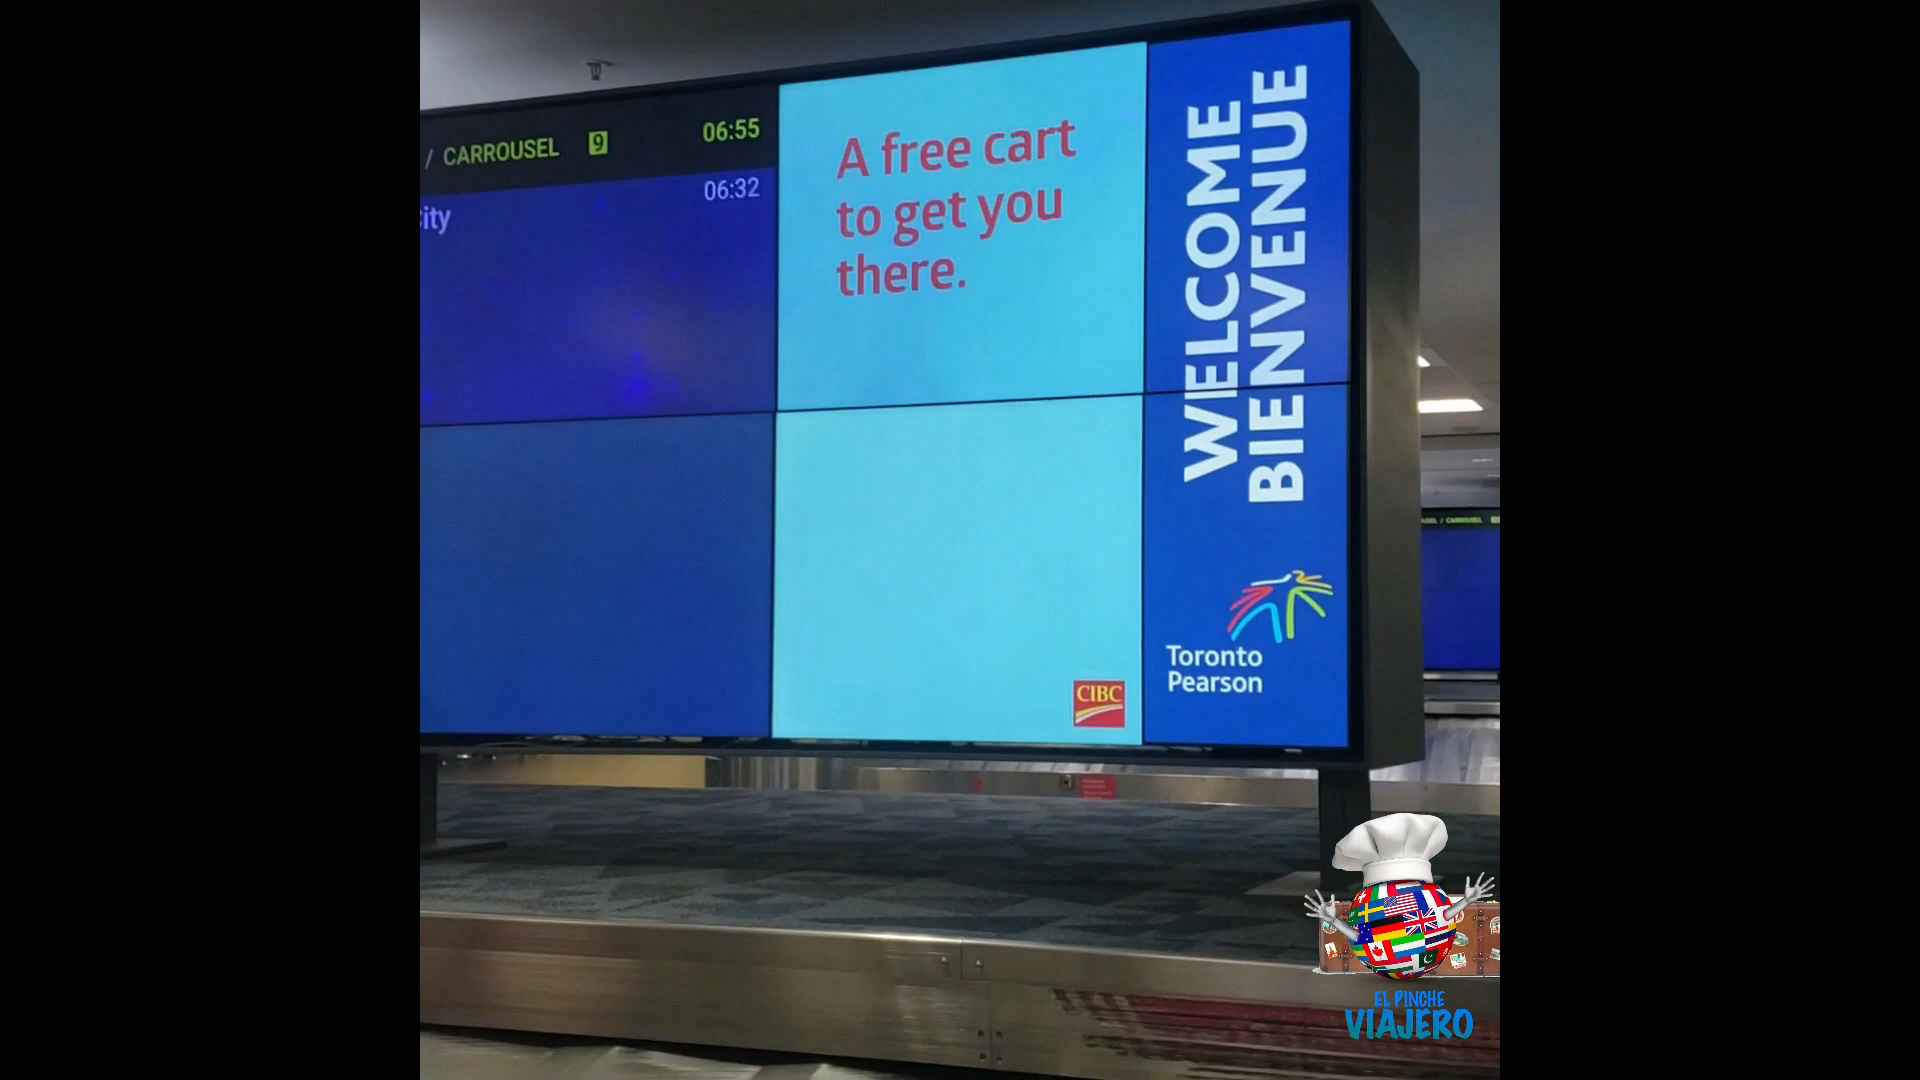 / CARROUSEL 9 06:55
06:32
A free cart
to get you
there.
CIBC
WELCOME
BIENVENUE
Toronto
Pearson
/ CARROUSEL
EL PINCHE
VIAJERO